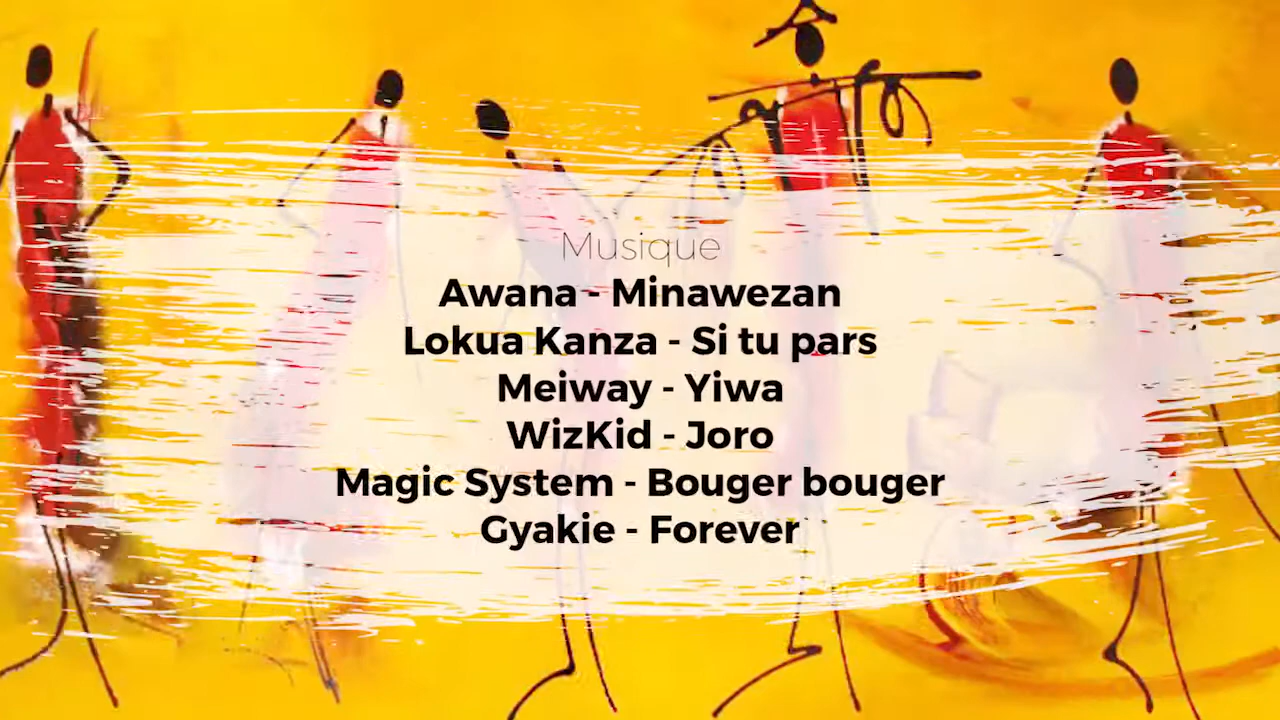 Musique
Awana - Minawezan
Lokua Kanza - Si tu pars
Meiway - Yiwa
WizKid - Joro
Magic System - Bouger bouger
Gyakie - Forever